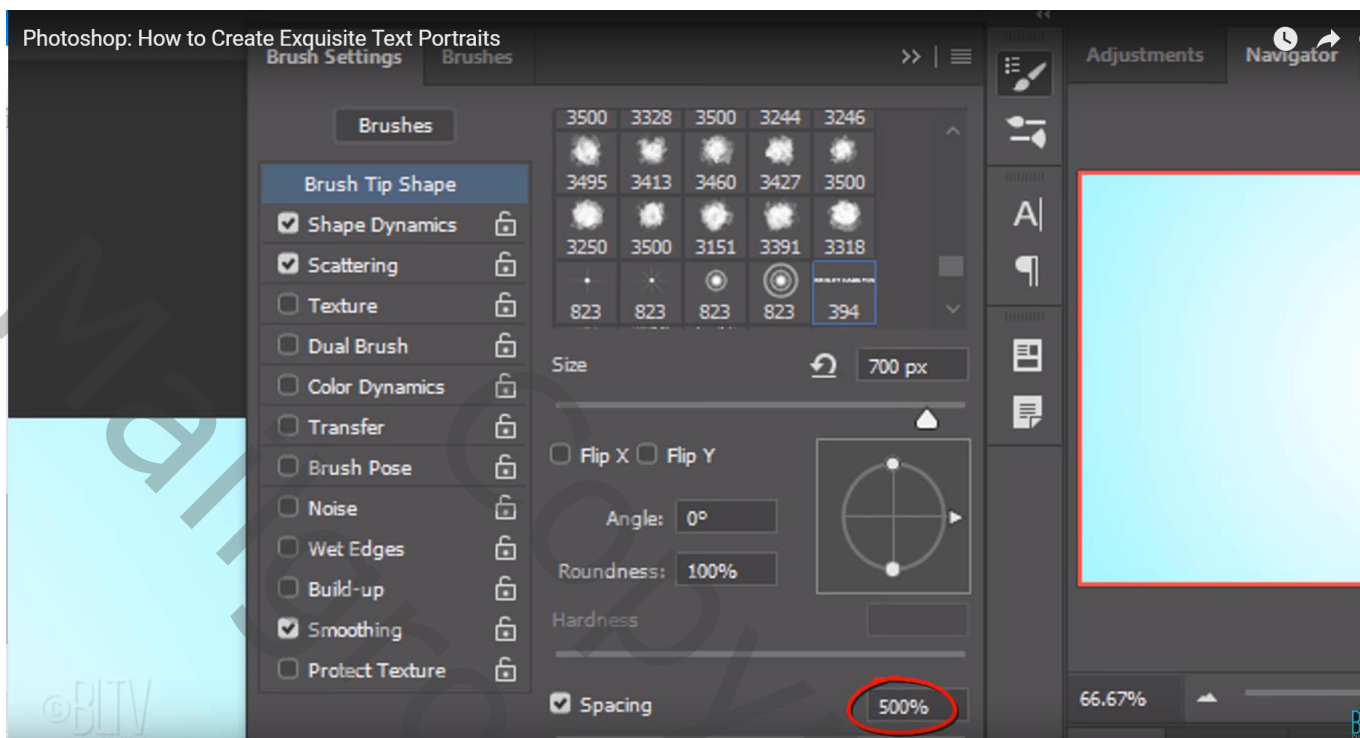 Photoshop: How to Create Exquisite Text Portraits
Brush Settings Brushes
Adjustments Navigator
Brushes
Brush Tip Shape
Shape Dynamics
Scattering
Texture
Dual Brush
Color Dynamics
Transfer
Brush Pose
Noise
Wet Edges
Build-up
Smoothing
Protect Texture
3500 3328 3500 3244 3246
3495 3413 3460 3427 3500
3250 3500 3151 3391 3318
823 823 823 823 394
Size 700 px
Flip X Flip Y
Angle: 0º
Roundness: 100%
Hardness
Spacing 500%
A
66.67%
©BLTV